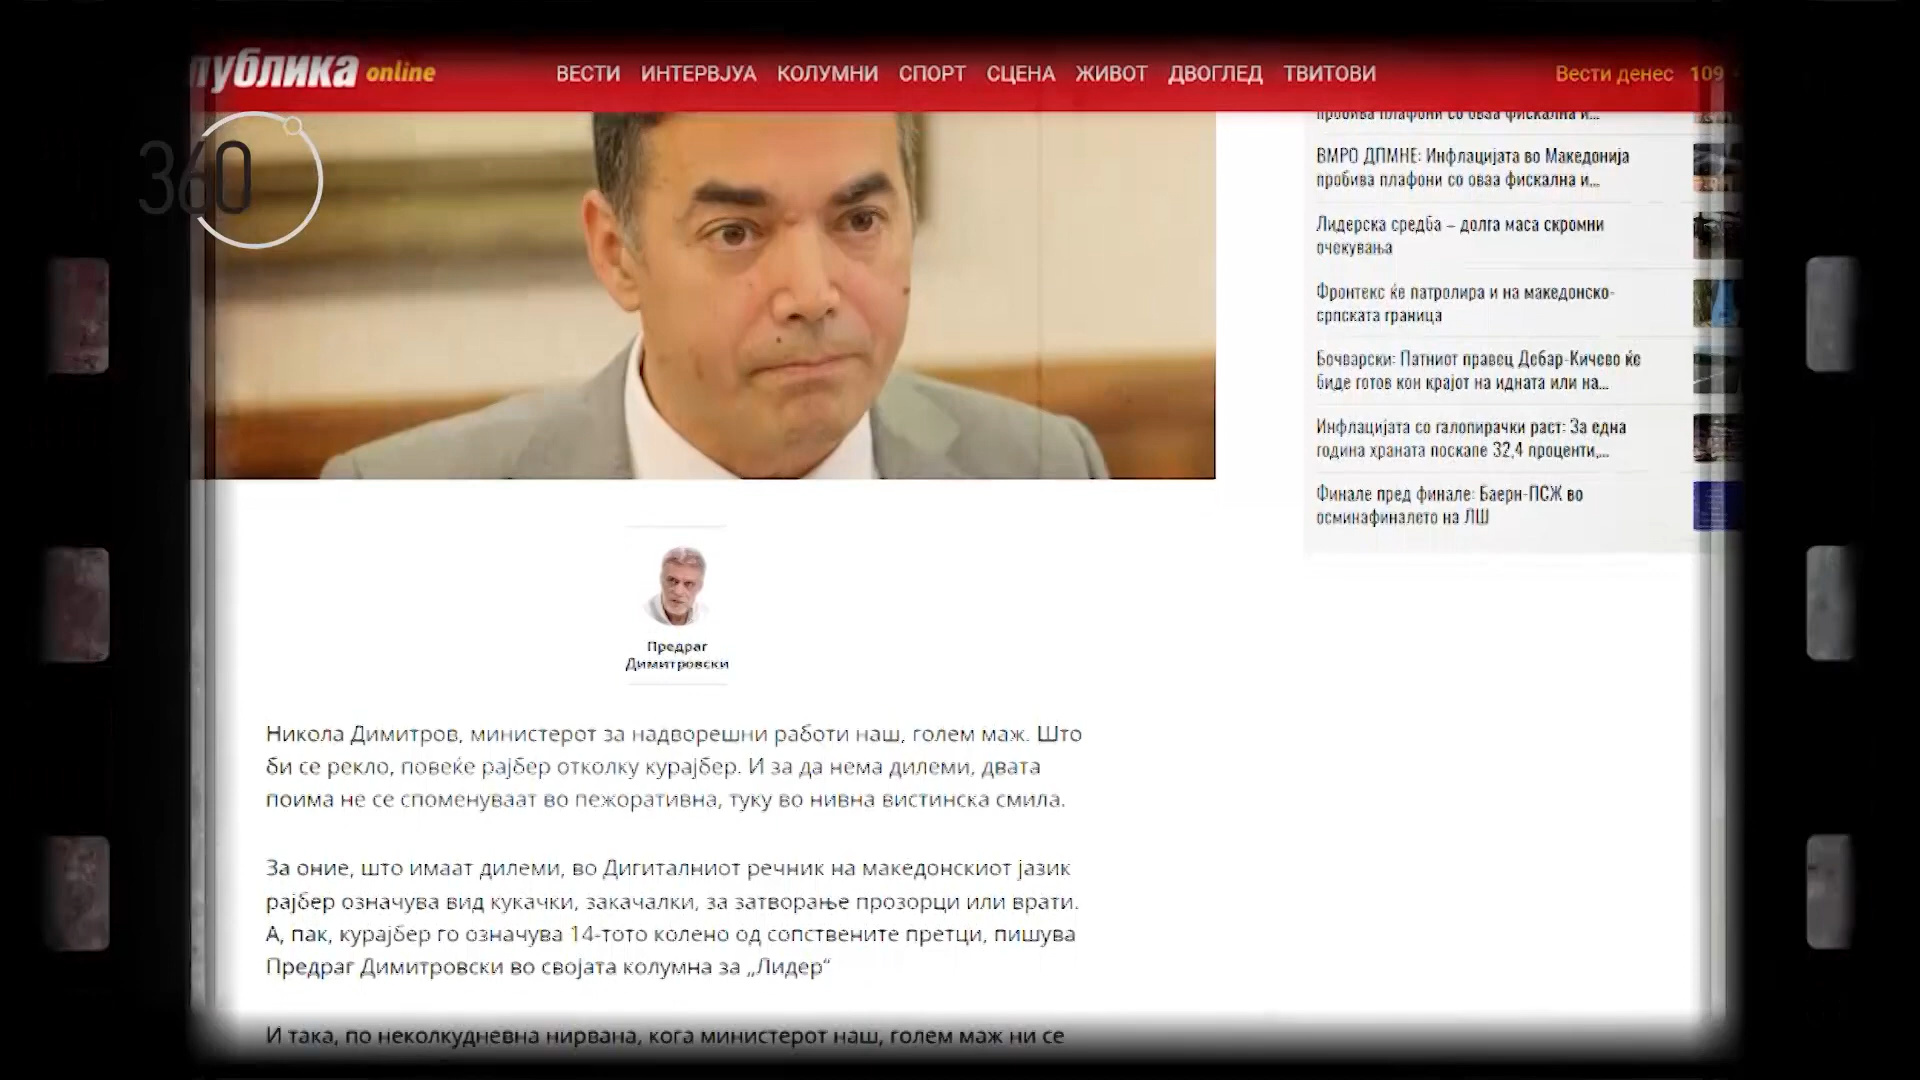 публика online
ВЕСТИ ИНТЕРВЈУА КОЛУМНИ СПОРТ СЦЕНА ЖИВОТ ДВОГЛЕД ТВИТОВИ
Вести денес 109
360
пробива плафони со оваа фискална и...
ВМРО ДПМНЕ: Инфлацијата во Македонија
пробива плафони со оваа фискална и...
Лидерска средба – долга маса скромни
очекувања
Фронтекс ќе патролира и на македонско-
српската граница
Бочварски: Патниот правец Дебар-Кичево ќе
биде готов кон крајот на идната или на...
Инфлацијата со галопирачки раст: За една
година храната поскапе 32,4 проценти,...
Финале пред финале: Баерн-ПСЖ во
осминафиналето на ЛШ
Предраг
Димитровски
Никола Димитров, министерот за надворешни работи наш, голем маж. Што
би се рекло, повеќе рајбер отколку курајбер. И за да нема дилеми, двата
поима не се споменуваат во пежоративна, туку во нивна вистинска смила.
За оние, што имаат дилеми, во Дигиталниот речник на македонскиот јазик
рајбер означува вид кукачки, закачалки, за затворање прозорци или врати.
А, пак, курајбер го означува 14-тото колено од сопствените претци, пишува
Предраг Димитровски во својата колумна за „Лидер“
И така, по неколкудневна нирвана, кога министерот наш, голем маж ни се